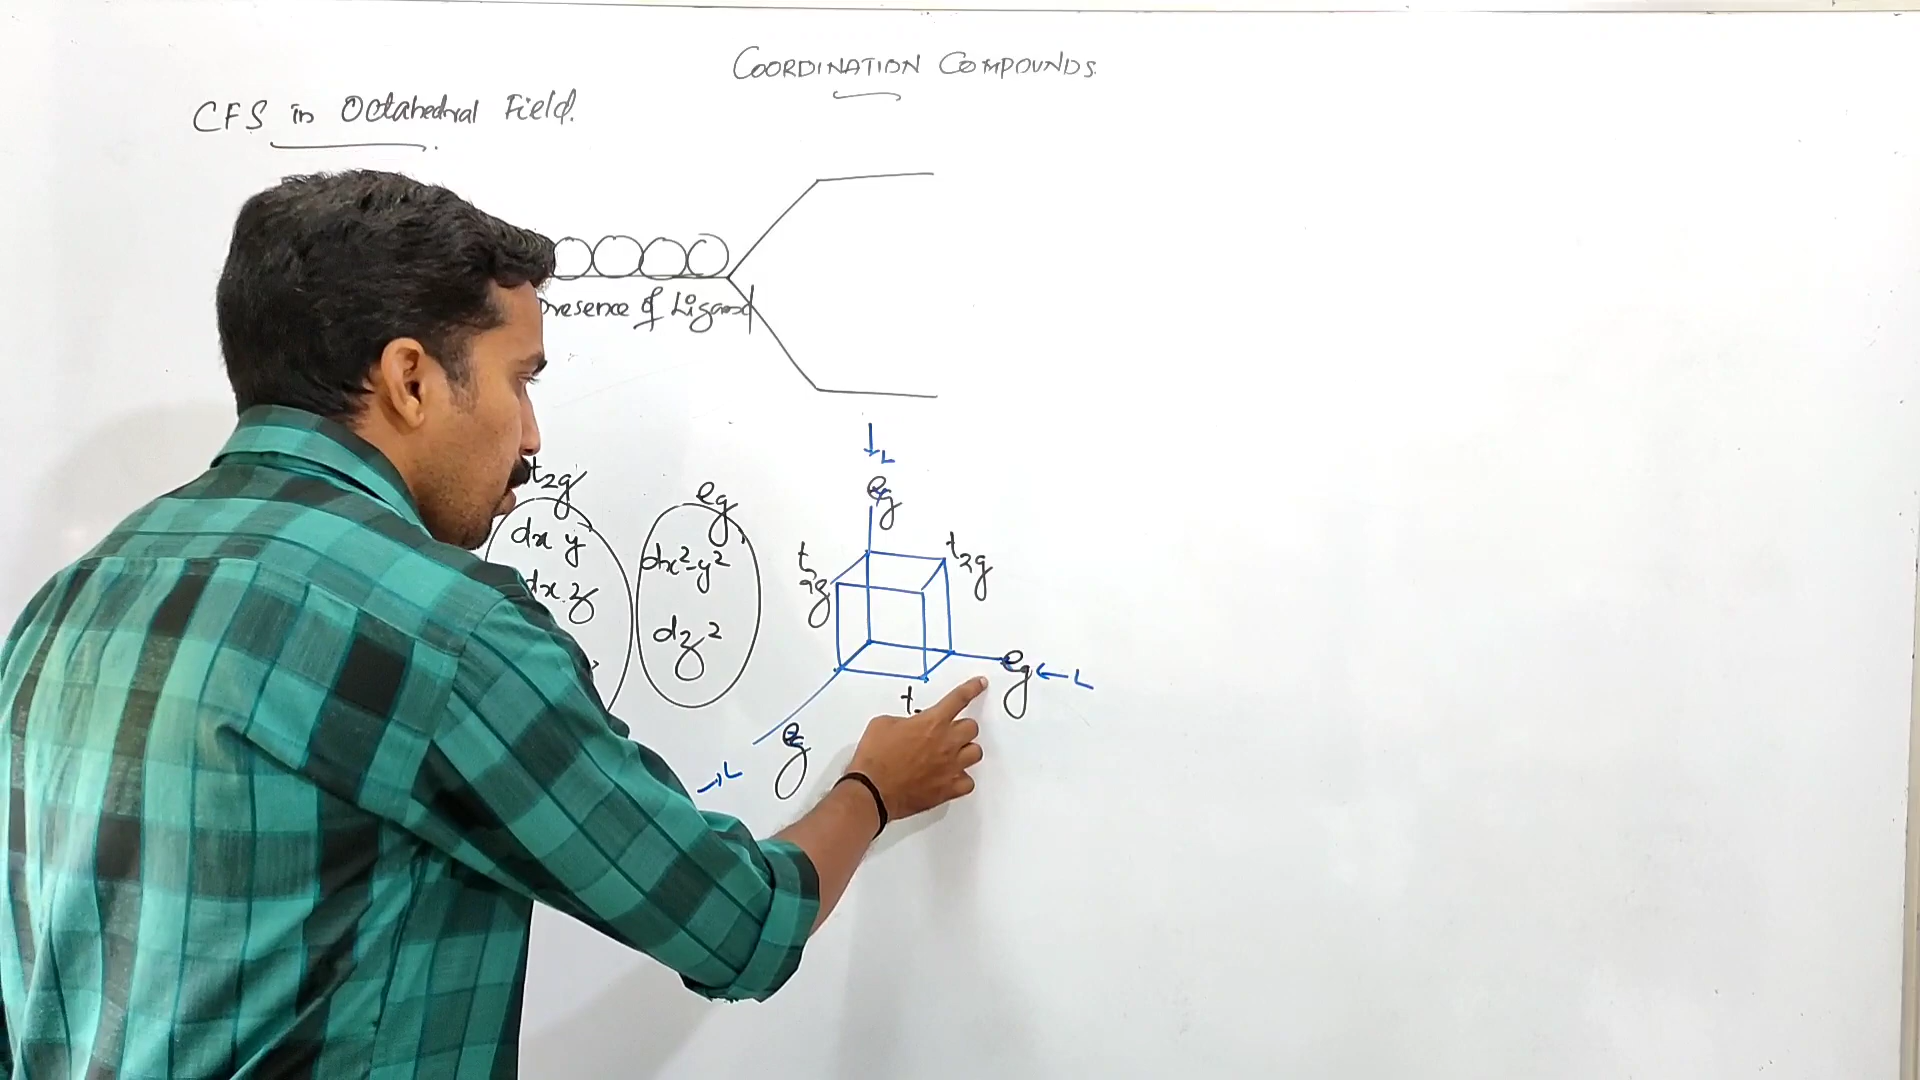 COORDINATION COMPOUNDS.
CFS in Octahedral Field.
Presence of Ligand
t2g
dxy
dxz
eg
dx²-y²
dz²
L
eg
t2g
t2g
eg ← L
eg
→ L